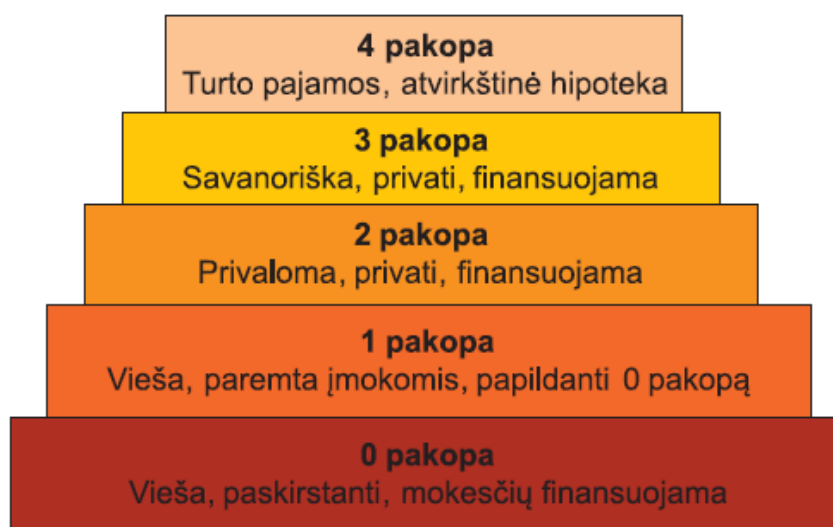 4 pakopa
Turto pajamos, atvirkštinė hipoteka
3 pakopa
Savanoriška, privati, finansuojama
2 pakopa
Privaloma, privati, finansuojama
1 pakopa
Vieša, paremta įmokomis, papildanti 0 pakopą
0 pakopa
Vieša, paskirstanti, mokesčių finansuojama